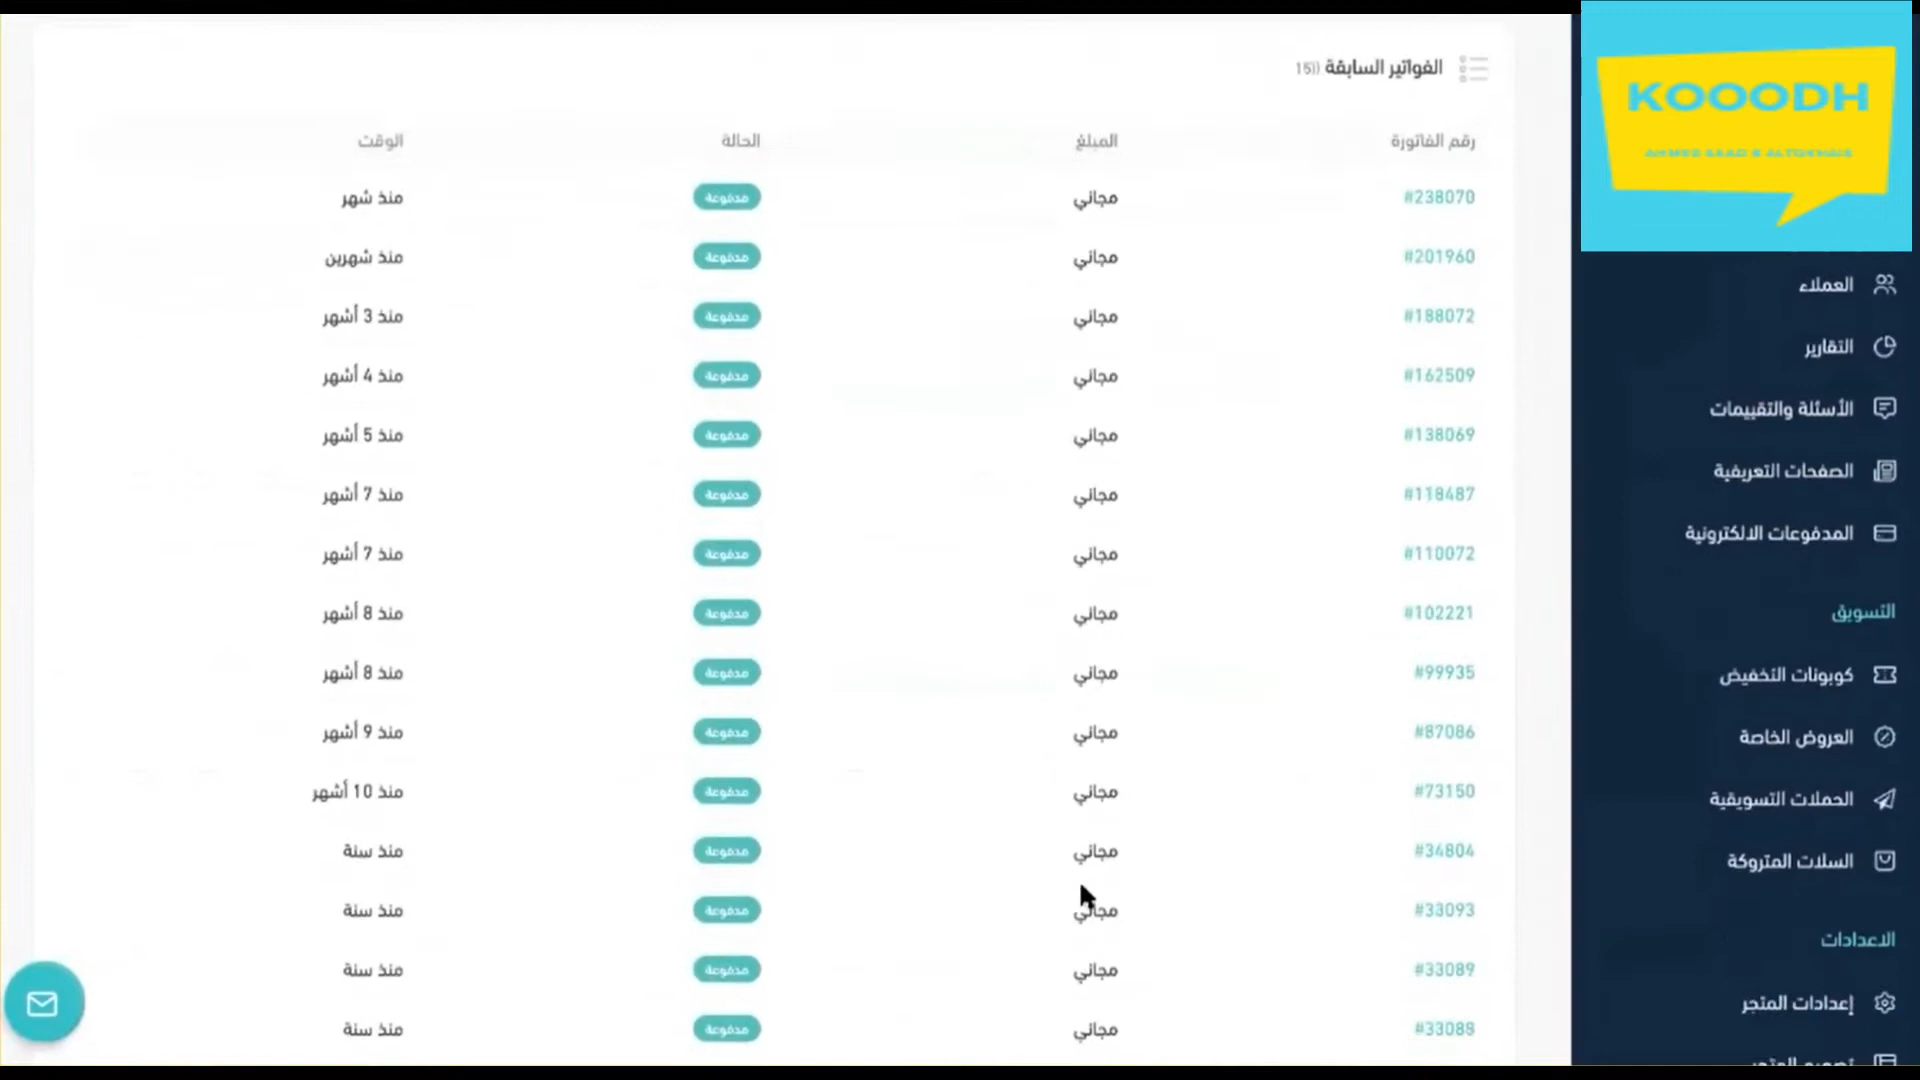 KOOODH
الفواتير السابقة ((15
رقم الفاتورة المبلغ الحالة الوقت
#238070 مجاني مدفوعة منذ شهر
#201960 مجاني مدفوعة منذ شهرين
#188072 مجاني مدفوعة منذ 3 أشهر
#162509 مجاني مدفوعة منذ 4 أشهر
#138069 مجاني مدفوعة منذ 5 أشهر
#118487 مجاني مدفوعة منذ 7 أشهر
#110072 مجاني مدفوعة منذ 7 أشهر
#102221 مجاني مدفوعة منذ 8 أشهر
#99935 مجاني مدفوعة منذ 8 أشهر
#87086 مجاني مدفوعة منذ 9 أشهر
#73150 مجاني مدفوعة منذ 10 أشهر
#34804 مجاني مدفوعة منذ سنة
#33093 مجاني مدفوعة منذ سنة
#33089 مجاني مدفوعة منذ سنة
#33088 مجاني مدفوعة منذ سنة
العملاء
التقارير
الأسئلة والتقييمات
الصفحات التعريفية
المدفوعات الالكترونية
التسويق
كوبونات التخفيض
العروض الخاصة
الحملات التسويقية
السلات المتروكة
الاعدادات
إعدادات المتجر